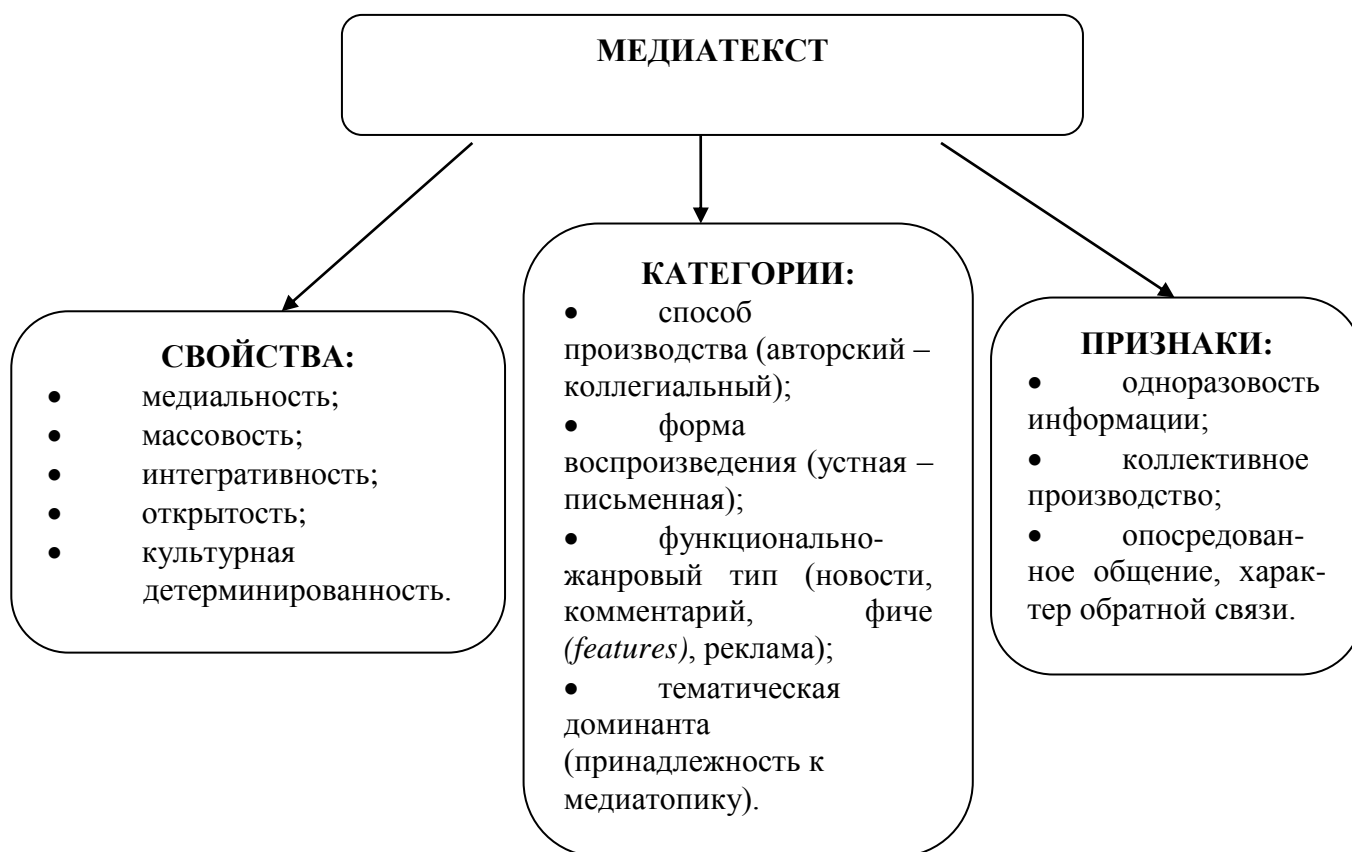 МЕДИАТЕКСТ
СВОЙСТВА:
• медиальность;
• массовость;
• интегративность;
• открытость;
• культурная
детерминированность.
КАТЕГОРИИ:
• способ
производства (авторский –
коллегиальный);
• форма
воспроизведения (устная –
письменная);
• функционально-
жанровый тип (новости,
комментарий, фиче
(features), реклама);
• тематическая
доминанта
(принадлежность к
медиатопику).
ПРИЗНАКИ:
• одноразовость
информации;
• коллективное
производство;
• опосредован-
ное общение, харак-
тер обратной связи.